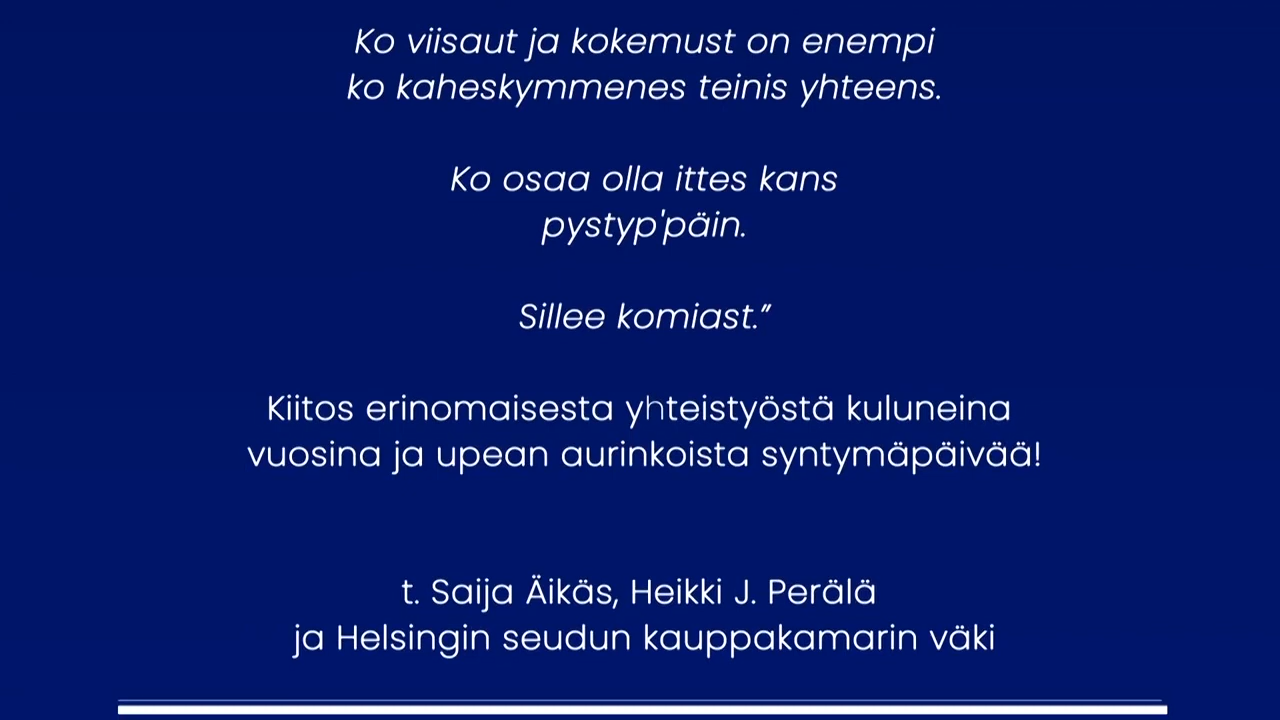 Ko viisaut ja kokemust on enempi
ko kaheskymmenes teinis yhteens.
Ko osaa olla ittes kans
pystyp'päin.
Sillee komiast.”
Kiitos erinomaisesta yhteistyöstä kuluneina
vuosina ja upean aurinkoista syntymäpäivää!
t. Saija Äikäs, Heikki J. Perälä
ja Helsingin seudun kauppakamarin väki